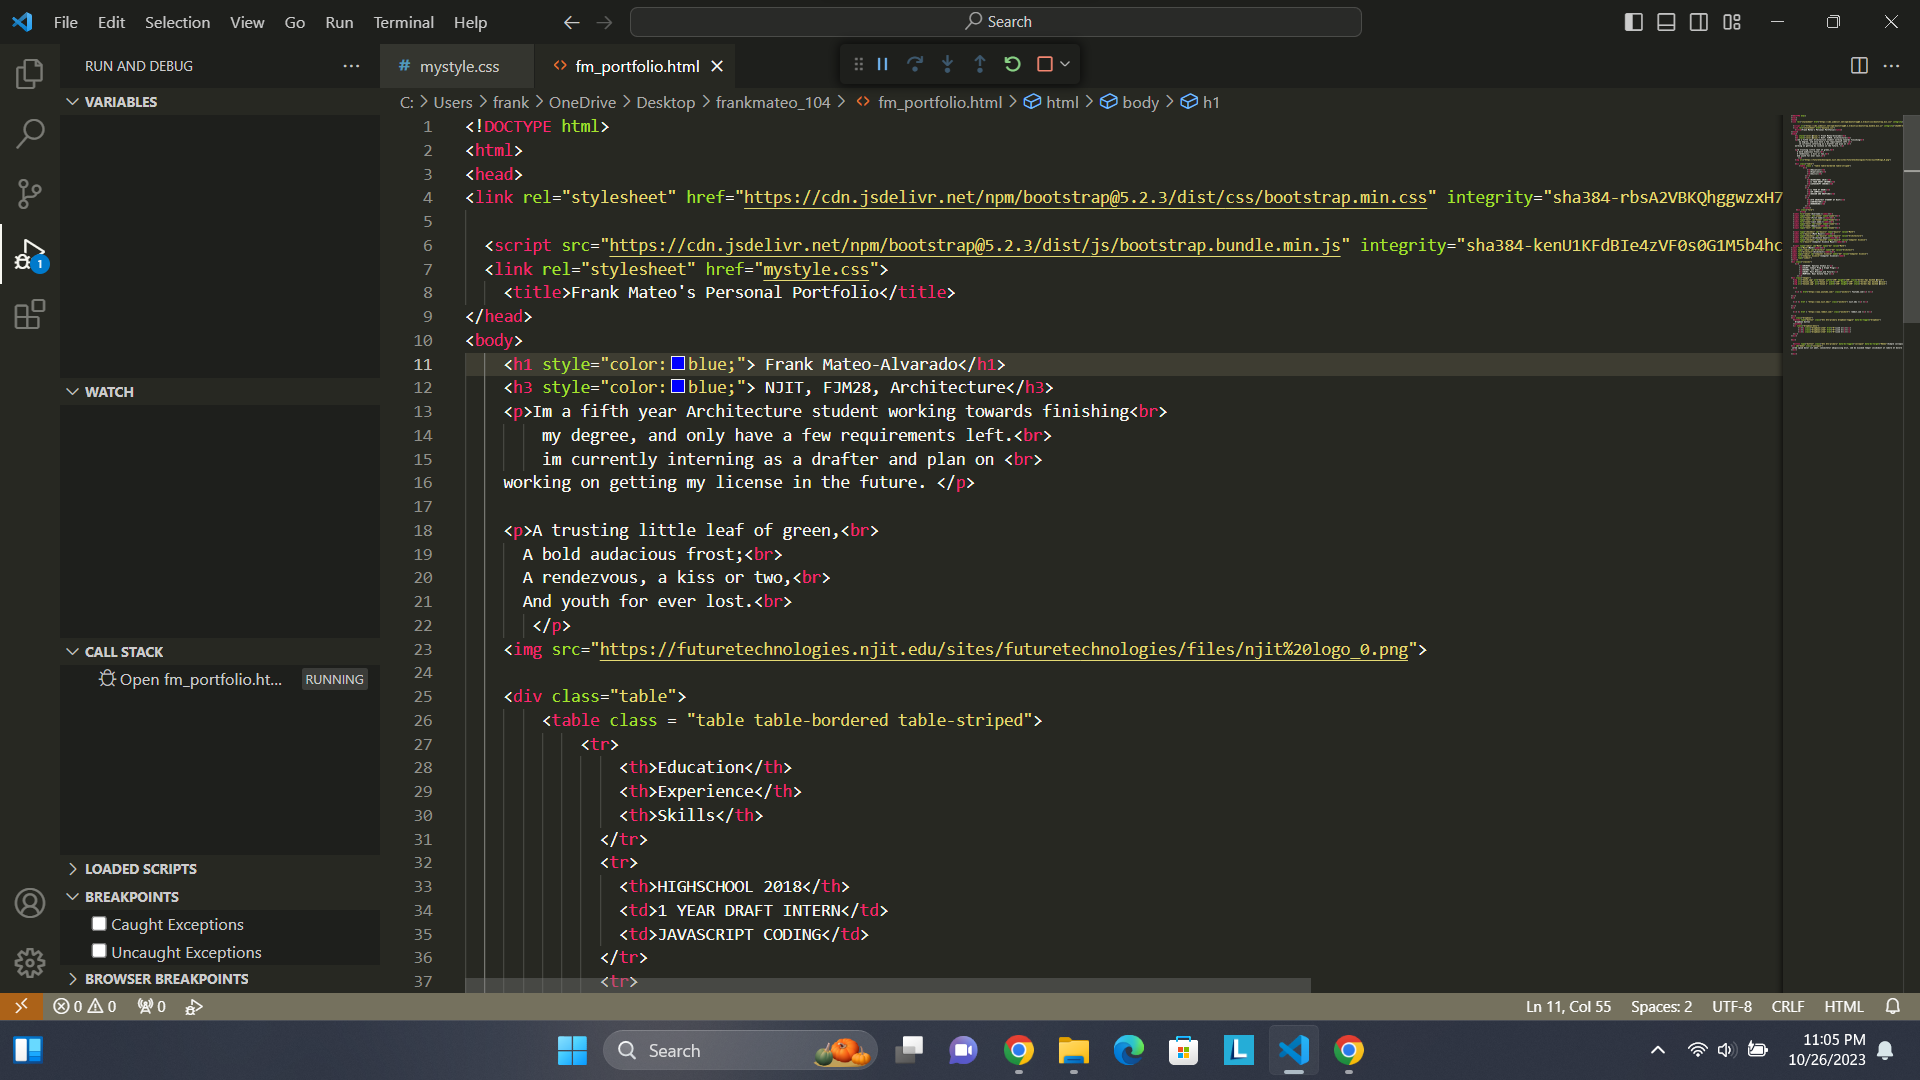 File Edit Selection View Go Run Terminal Help
Search
RUN AND DEBUG
mystyle.css
fm_portfolio.html
C: > Users > frank > OneDrive > Desktop > frankmateo_104 > fm_portfolio.html > html > body > h1
VARIABLES
WATCH
CALL STACK
Open fm_portfolio.ht... RUNNING
LOADED SCRIPTS
BREAKPOINTS
Caught Exceptions
Uncaught Exceptions
BROWSER BREAKPOINTS
1
1 <!DOCTYPE html>
2 <html>
3 <head>
4 <link rel="stylesheet" href="https://cdn.jsdelivr.net/npm/bootstrap@5.2.3/dist/css/bootstrap.min.css" integrity="sha384-rbsA2VBKQhggwzxH7
5
6 <script src="https://cdn.jsdelivr.net/npm/bootstrap@5.2.3/dist/js/bootstrap.bundle.min.js" integrity="sha384-kenU1KFdBIe4zVF0s0G1M5b4hc
7 <link rel="stylesheet" href="mystyle.css">
8 <title>Frank Mateo's Personal Portfolio</title>
9 </head>
10 <body>
11 <h1 style="color:blue;"> Frank Mateo-Alvarado</h1>
12 <h3 style="color:blue;"> NJIT, FJM28, Architecture</h3>
13 <p>Im a fifth year Architecture student working towards finishing<br>
14 my degree, and only have a few requirements left.<br>
15 im currently interning as a drafter and plan on <br>
16 working on getting my license in the future. </p>
17
18 <p>A trusting little leaf of green,<br>
19 A bold audacious frost;<br>
20 A rendezvous, a kiss or two,<br>
21 And youth for ever lost.<br>
22 </p>
23 <img src="https://futuretechnologies.njit.edu/sites/futuretechnologies/files/njit%20logo_0.png">
24
25 <div class="table">
26 <table class = "table table-bordered table-striped">
27 <tr>
28 <th>Education</th>
29 <th>Experience</th>
30 <th>Skills</th>
31 </tr>
32 <tr>
33 <th>HIGHSCHOOL 2018</th>
34 <td>1 YEAR DRAFT INTERN</td>
35 <td>JAVASCRIPT CODING</td>
36 </tr>
37 <tr>
0 0 0
Ln 11, Col 55 Spaces: 2 UTF-8 CRLF HTML
Search
L
11:05 PM
10/26/2023